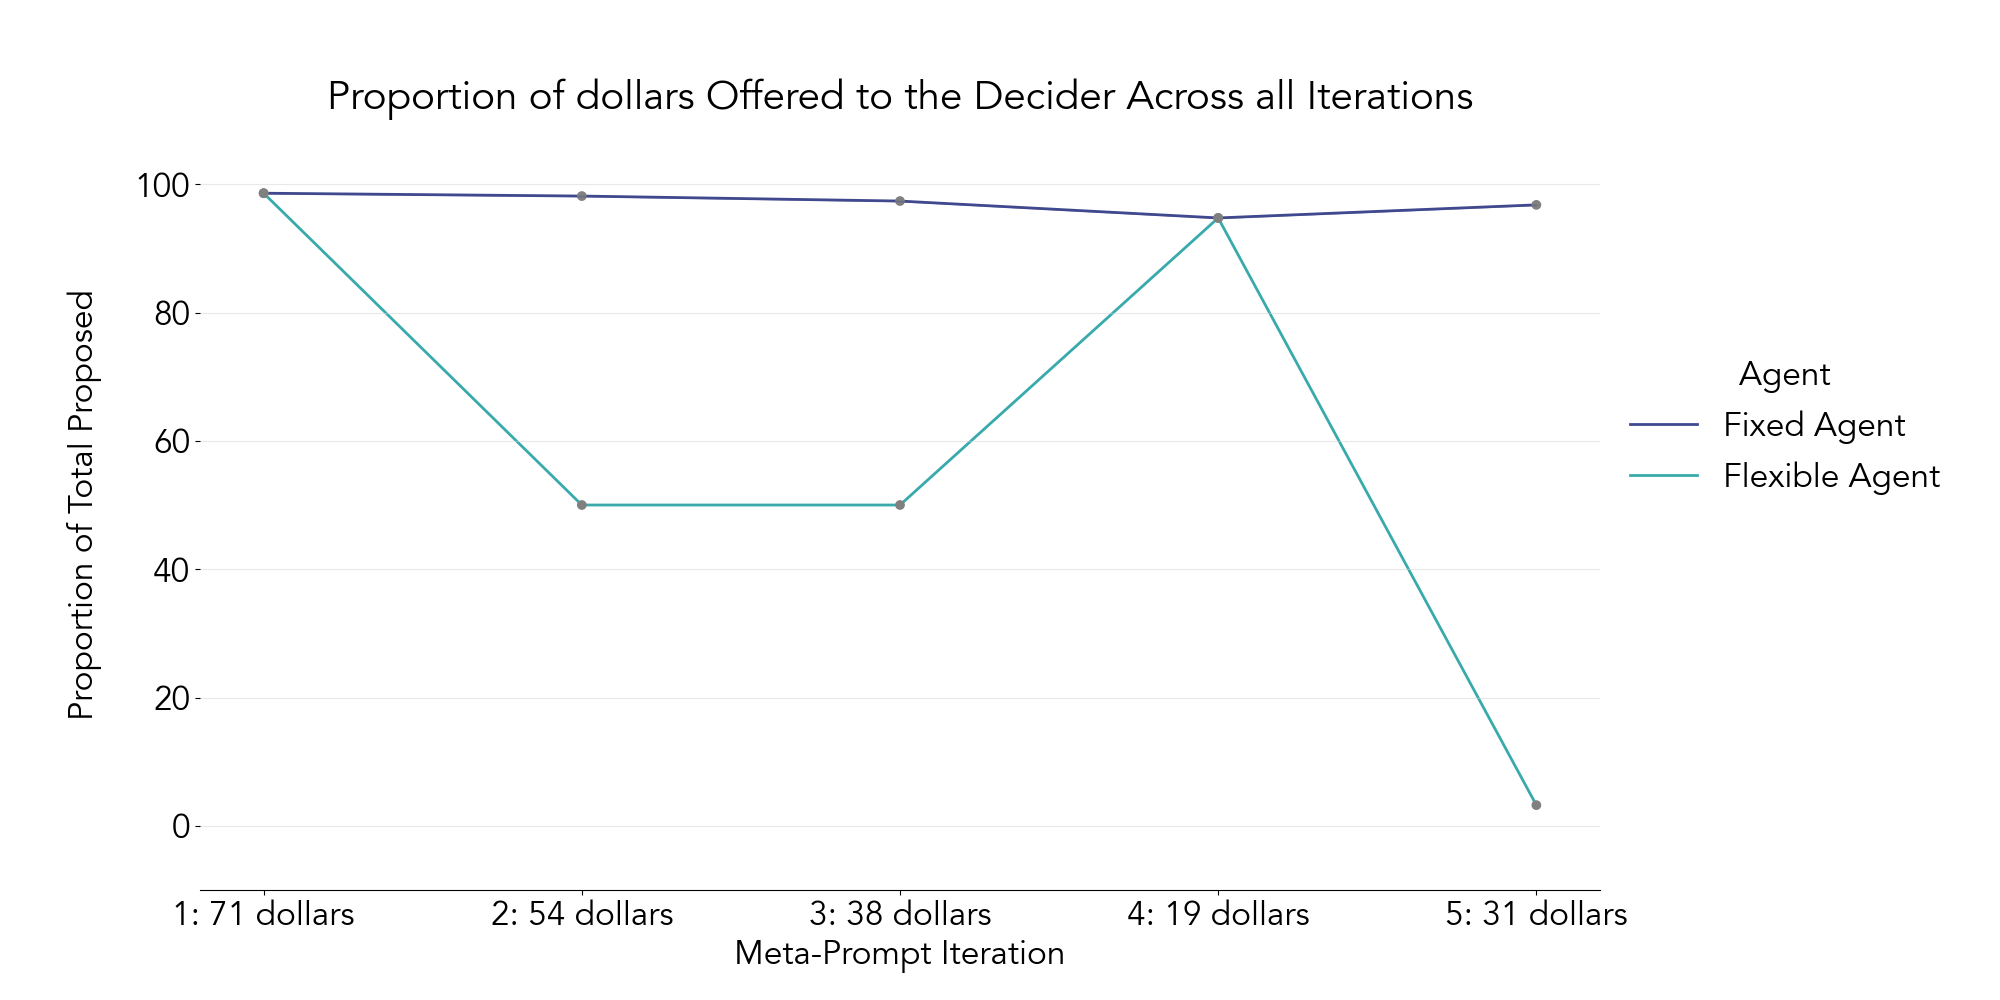 Proportion of dollars Offered to the Decider Across all Iterations
100
80
60
40
20
0
Proportion of Total Proposed
1: 71 dollars
2: 54 dollars
3: 38 dollars
4: 19 dollars
5: 31 dollars
Meta-Prompt Iteration
Agent
Fixed Agent
Flexible Agent